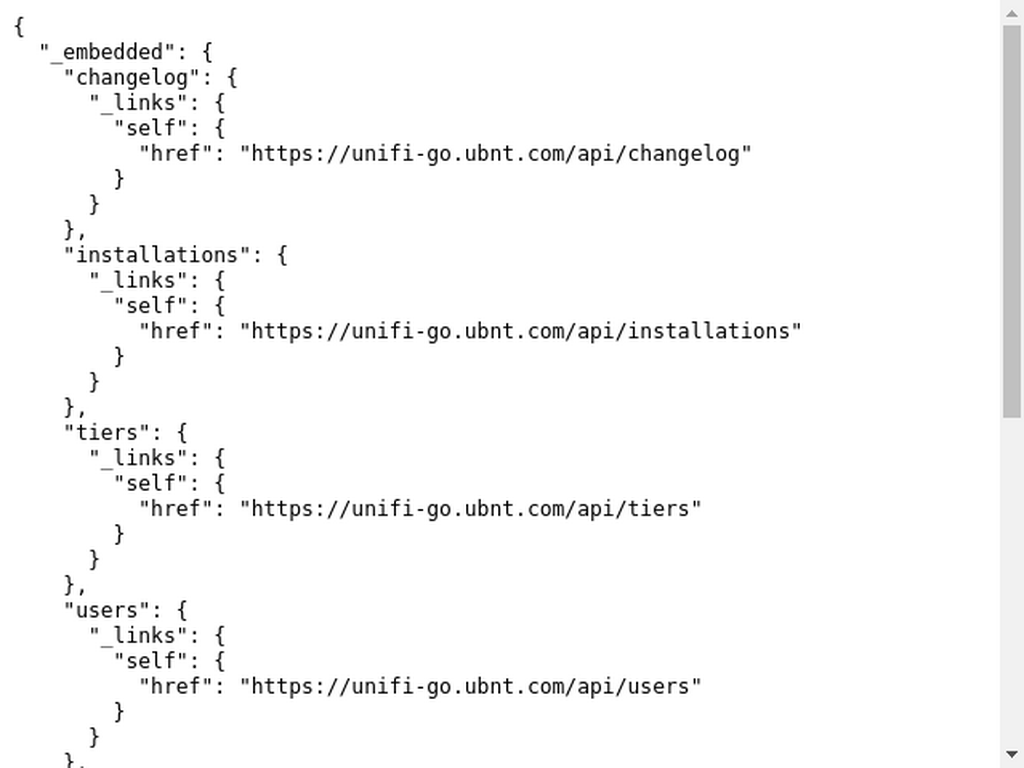 {
  "_embedded": {
    "changelog": {
      "_links": {
        "self": {
          "href": "https://unifi-go.ubnt.com/api/changelog"
        }
      }
    },
    "installations": {
      "_links": {
        "self": {
          "href": "https://unifi-go.ubnt.com/api/installations"
        }
      }
    },
    "tiers": {
      "_links": {
        "self": {
          "href": "https://unifi-go.ubnt.com/api/tiers"
        }
      }
    },
    "users": {
      "_links": {
        "self": {
          "href": "https://unifi-go.ubnt.com/api/users"
        }
      }
    },